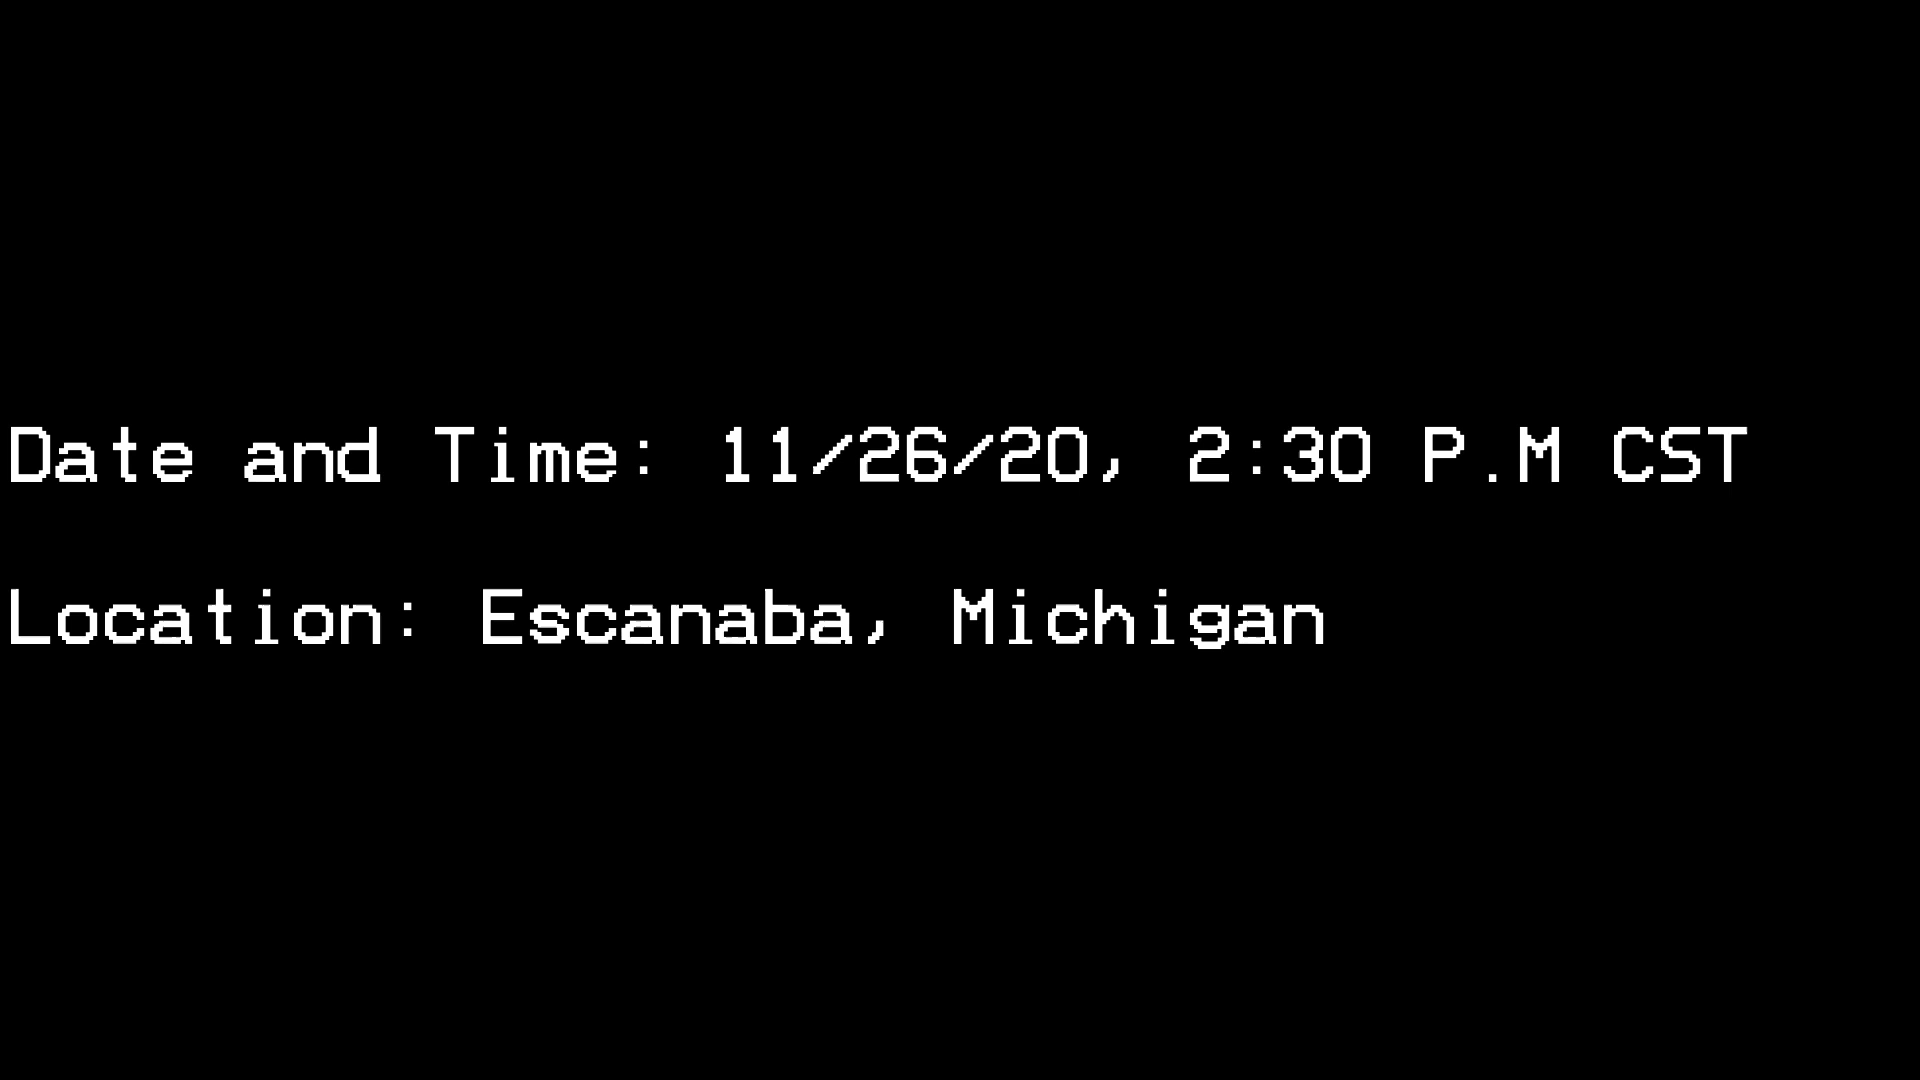 Date and Time: 11/26/20, 2:30 P.M CST
Location: Escanaba, Michigan